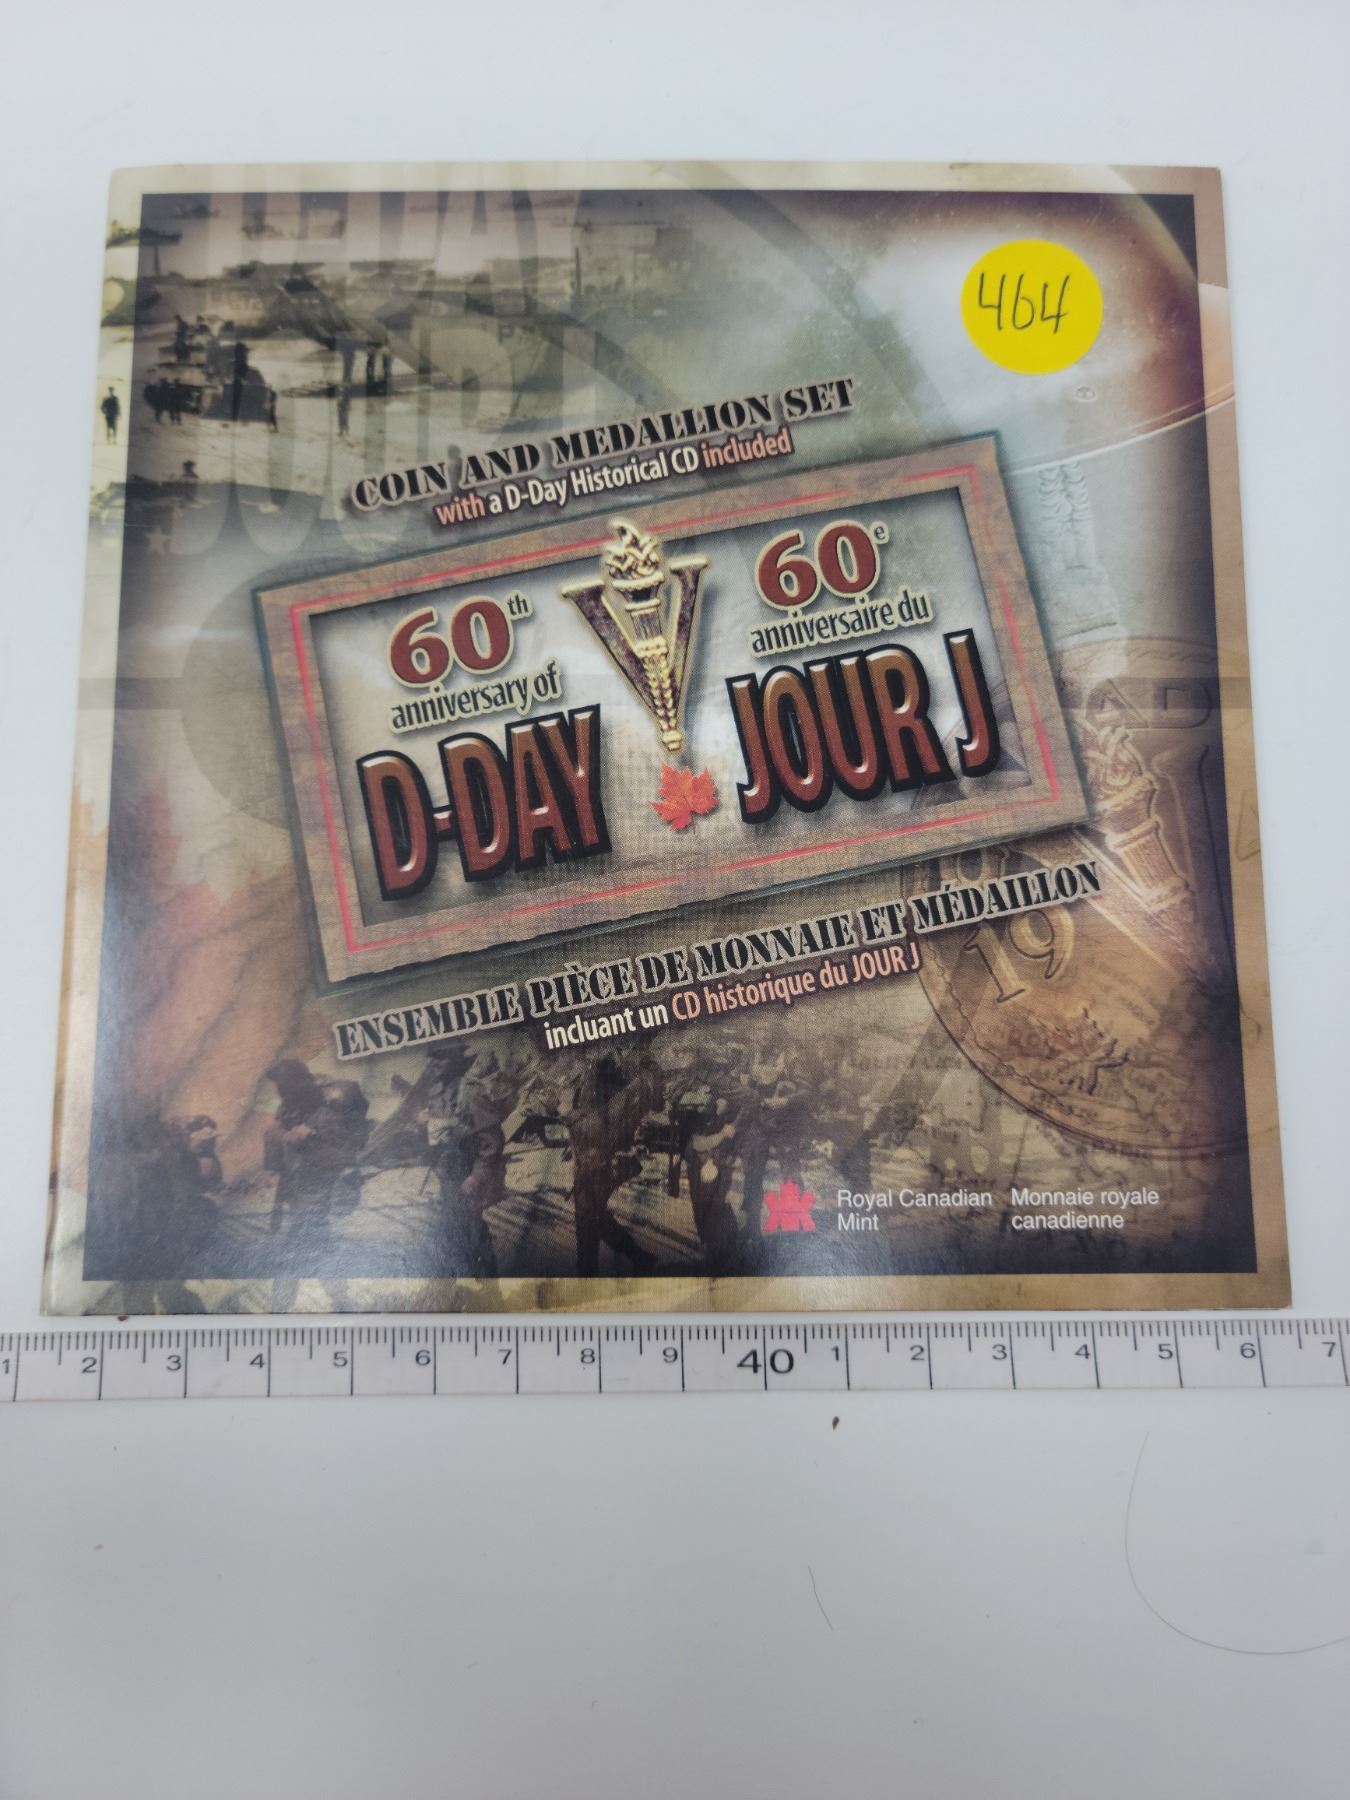 464
COIN AND MEDALLION SET
with a D-Day Historical CD included
60th
anniversary of
D-DAY
60e
anniversaire du
JOUR J
ENSEMBLE PIÈCE DE MONNAIE ET MÉDAILLON
incluant un CD historique du JOUR J
19
Royal Canadian
Mint
Monnaie royale
canadienne
1 2 3 4 5 6 7 8 9 40 1 2 3 4 5 6 7